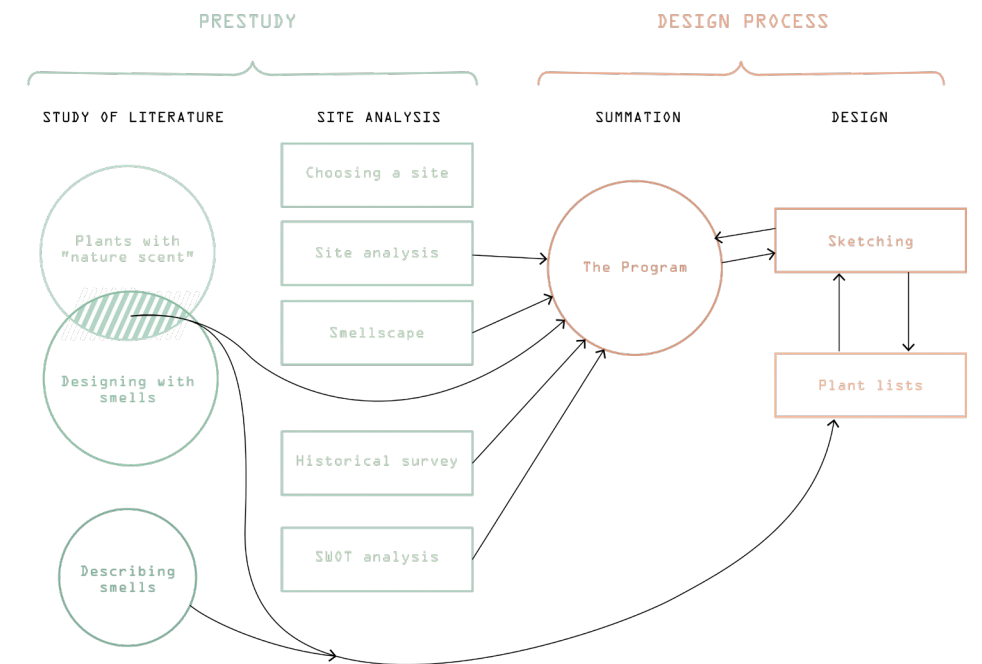 PRESTUDY
DESIGN PROCESS
STUDY OF LITERATURE
SITE ANALYSIS
SUMMATION
DESIGN
Plants with
"nature scent"
Designing with
smells
Describing
smells
Choosing a site
Site analysis
Smellscape
Historical survey
SWOT analysis
The Program
Sketching
Plant lists